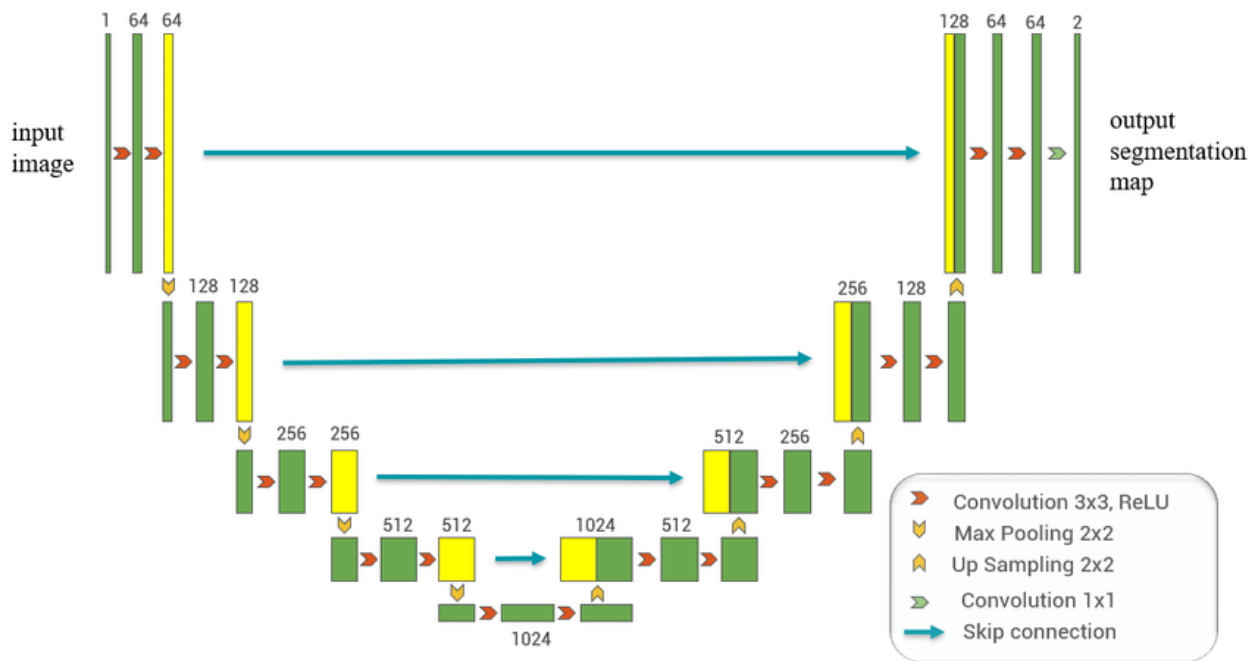 1 64 64
128 64 64 2
input
image
output
segmentation
map
128 128
256 128
256 256
512 256
512 512
1024 512
1024
Convolution 3x3, ReLU
Max Pooling 2x2
Up Sampling 2x2
Convolution 1x1
Skip connection